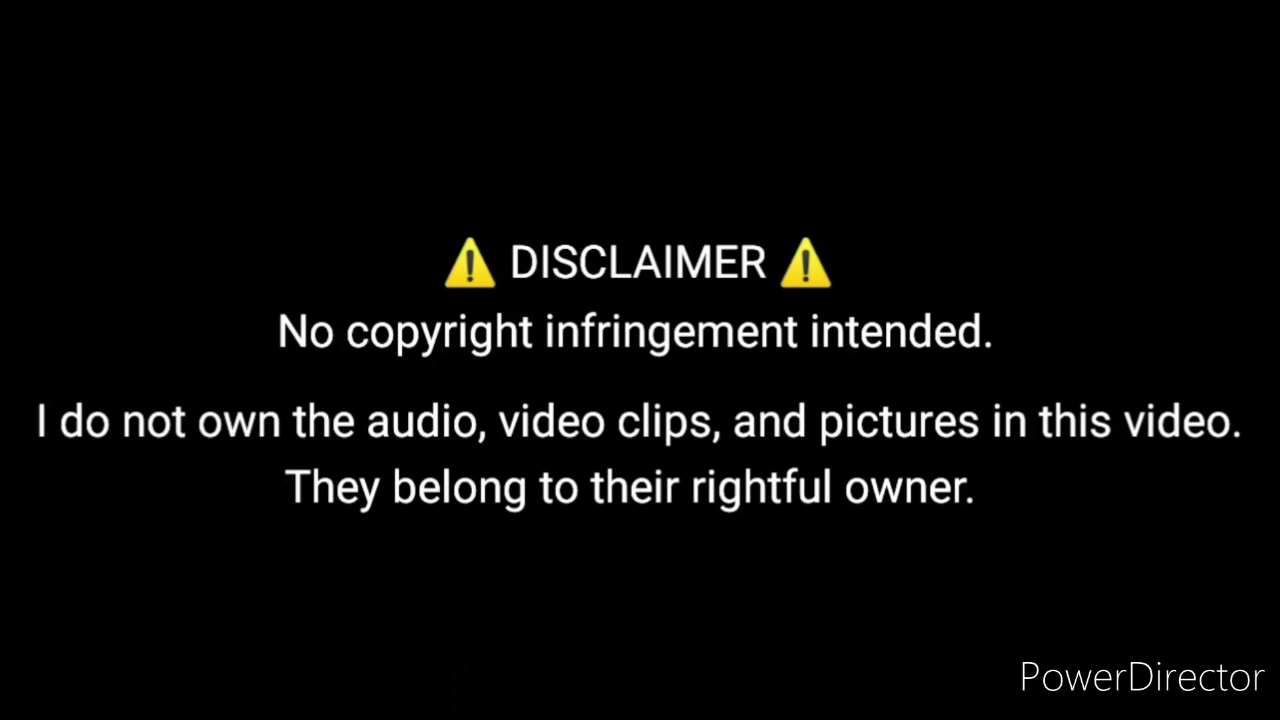 ⚠️ DISCLAIMER ⚠️
No copyright infringement intended.
I do not own the audio, video clips, and pictures in this video.
They belong to their rightful owner.
PowerDirector